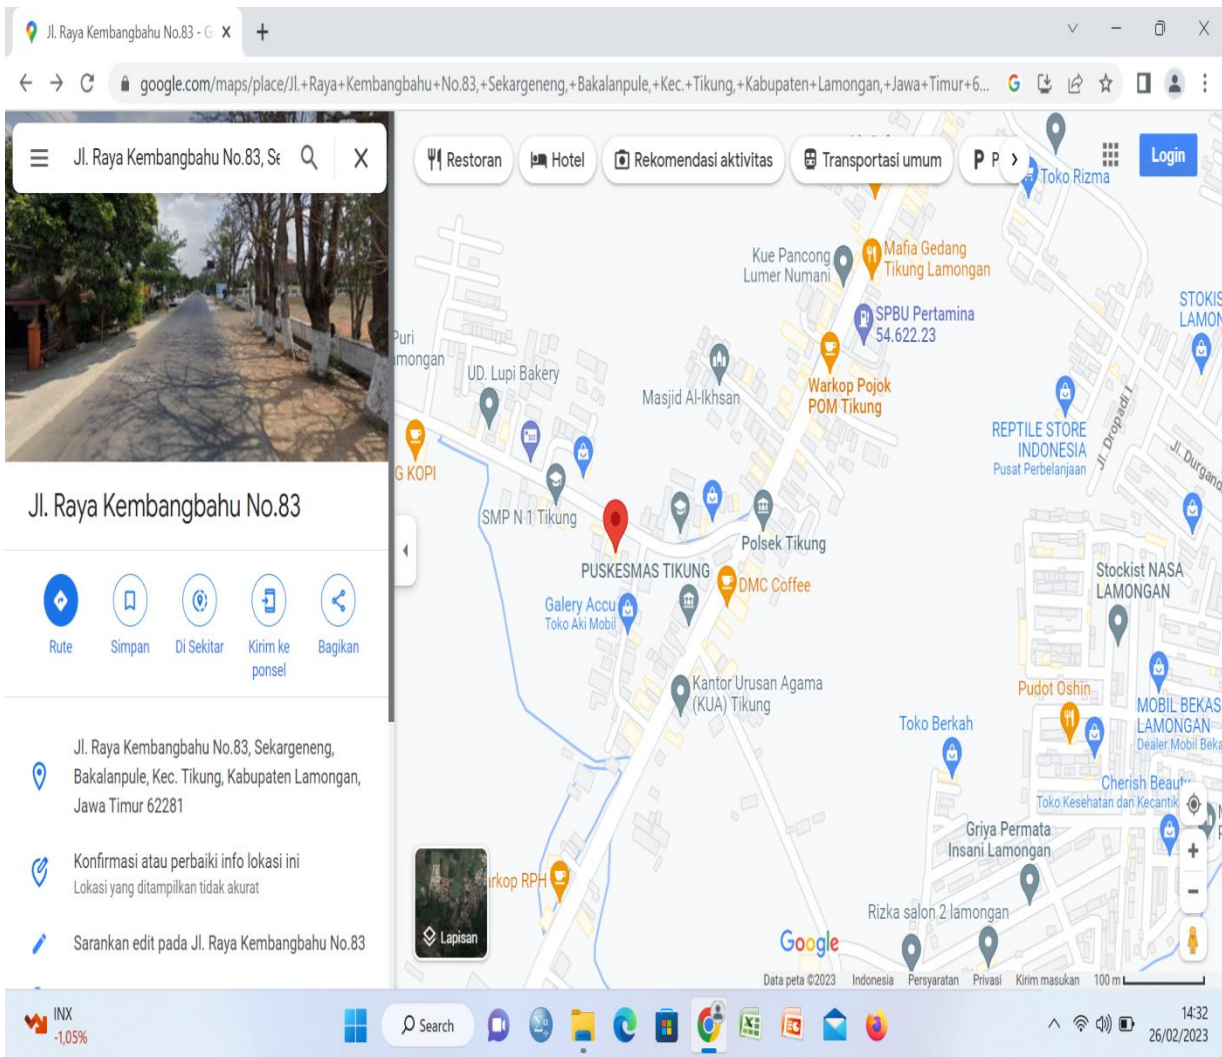 Jl. Raya Kembangbahu No.83 - G
google.com/maps/place/Jl.+Raya+Kembangbahu+No.83,+Sekargeneng,+Bakalanpule,+Kec.+Tikung,+Kabupaten+Lamongan,+Jawa+Timur+6...
Jl. Raya Kembangbahu No.83, Se
Restoran
Hotel
Rekomendasi aktivitas
Transportasi umum
P P
Login
Toko Rizma
Kue Pancong
Lumer Numani
Mafia Gedang
Tikung Lamongan
SPBU Pertamina
54.622.23
STOKIS
LAMON
Puri
mongan
UD. Lupi Bakery
Masjid Al-Ikhsan
Warkop Pojok
POM Tikung
REPTILE STORE
INDONESIA
Pusat Perbelanjaan
Jl. Dropadi I
Jl. Durgand
G KOPI
SMP N 1 Tikung
Polsek Tikung
PUSKESMAS TIKUNG
DMC Coffee
Galery Accu
Toko Aki Mobil
Stockist NASA
LAMONGAN
Kantor Urusan Agama
(KUA) Tikung
Pudot Oshin
Toko Berkah
MOBIL BEKAS
LAMONGAN
Dealer Mobil Beka
Cherish Beauty
Toko Kesehatan dan Kecantik
Griya Permata
Insani Lamongan
arkop RPH
Rizka salon 2 lamongan
Lapisan
Google
Data peta ©2023 Indonesia Persyaratan Privasi Kirim masukan 100 m
Jl. Raya Kembangbahu No.83
Rute
Simpan
Di Sekitar
Kirim ke
ponsel
Bagikan
Jl. Raya Kembangbahu No.83, Sekargeneng,
Bakalanpule, Kec. Tikung, Kabupaten Lamongan,
Jawa Timur 62281
Konfirmasi atau perbaiki info lokasi ini
Lokasi yang ditampilkan tidak akurat
Sarankan edit pada Jl. Raya Kembangbahu No.83
INX
-1,05%
Search
14:32
26/02/2023